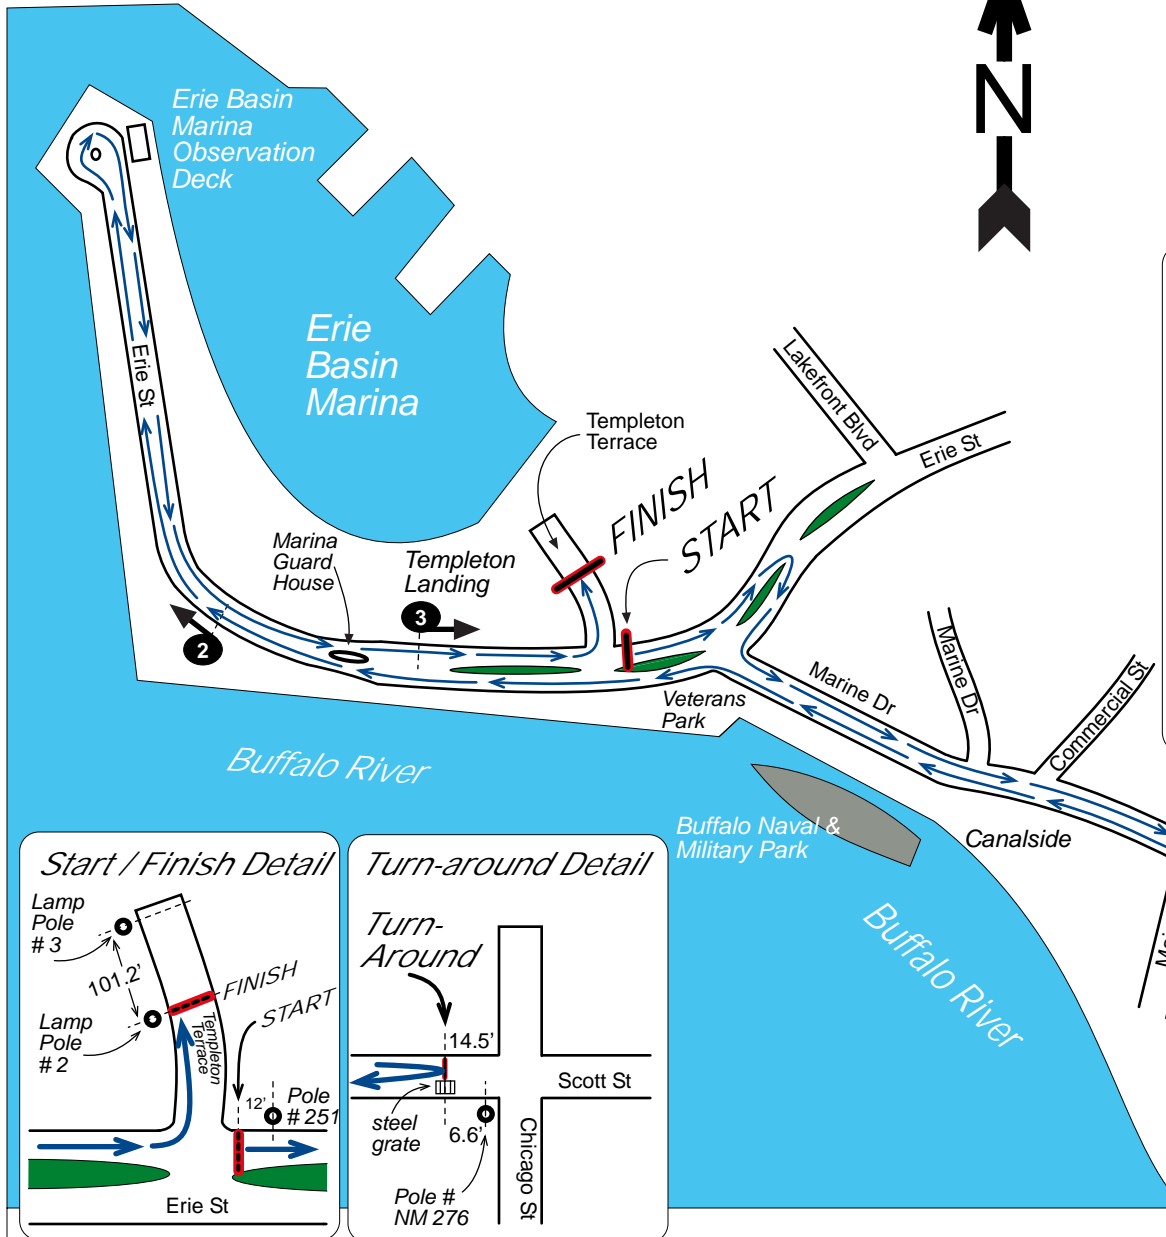 N
Erie Basin
Marina
Observation
Deck
Erie
Basin
Marina
Erie St
Lakefront Blvd
Erie St
Templeton
Terrace
FINISH
START
Marina
Guard
House
Templeton
Landing
3
2
Marine Dr
Marine Dr
Commercial St
Veterans
Park
Buffalo River
Buffalo Naval &
Military Park
Canalside
Buffalo River
Start / Finish Detail
Lamp
Pole
# 3
101.2'
FINISH
START
Lamp
Pole
# 2
Templeton
Terrace
12'
Pole
# 251
Erie St
Turn-around Detail
Turn-
Around
14.5'
Scott St
steel
grate
6.6'
Chicago St
Pole #
NM 276